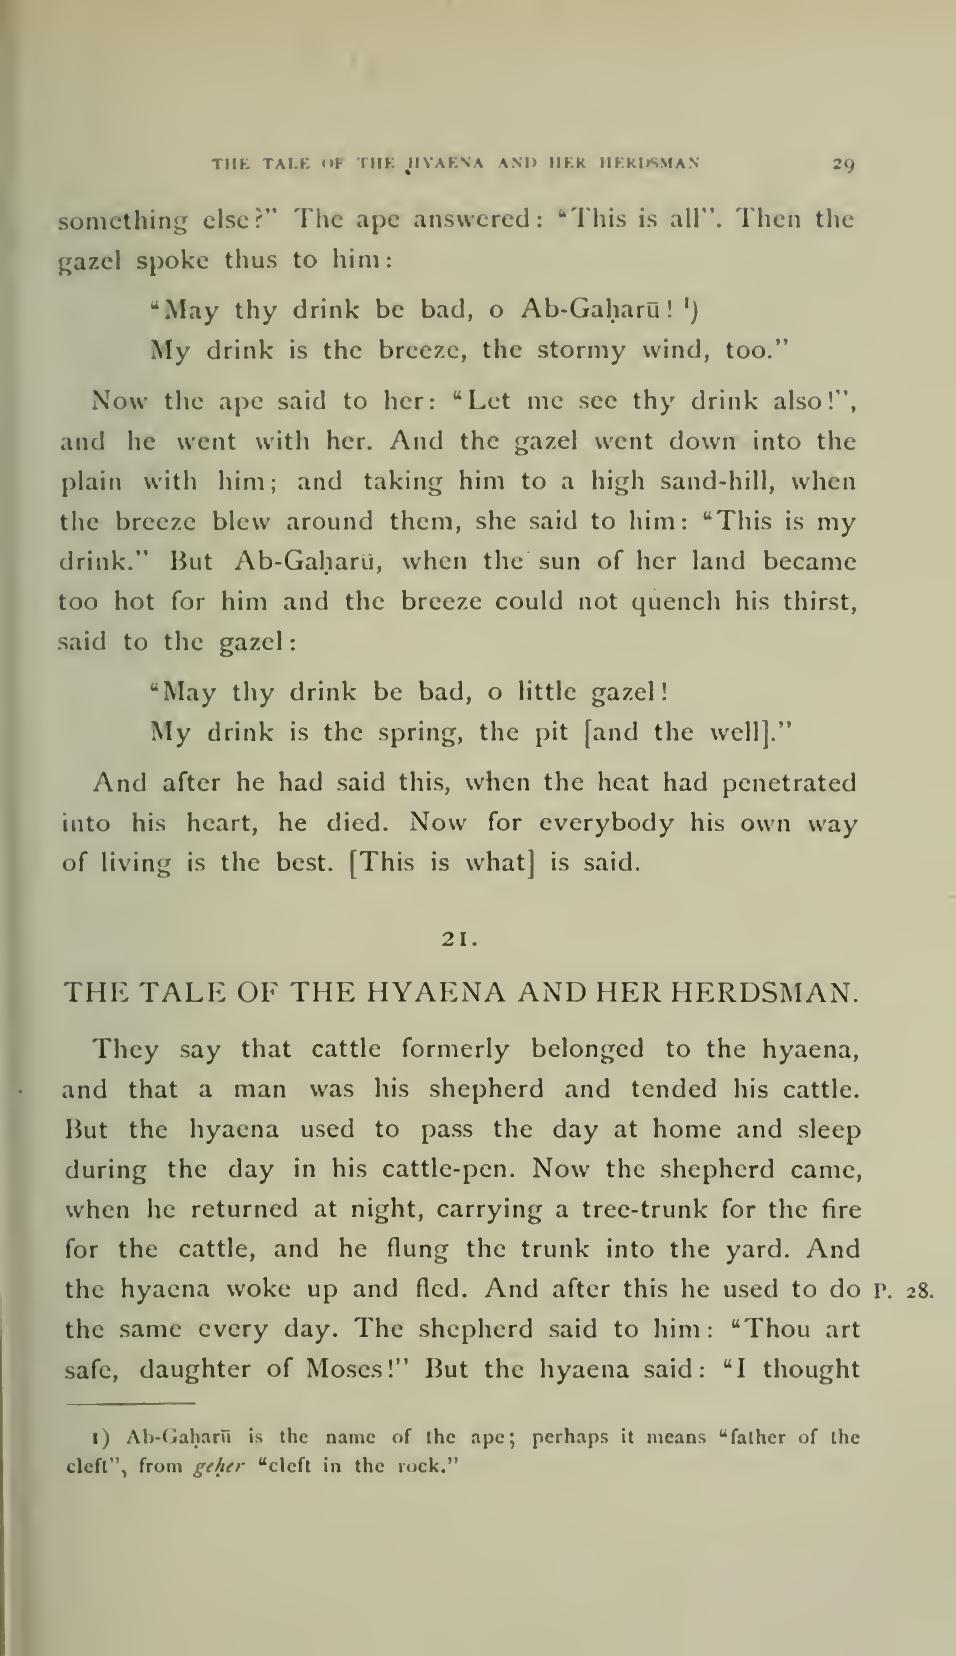 THE TALE OF THE HYAENA AND HER HERDSMAN 29
something else?” The ape answered: “This is all”. Then the
gazel spoke thus to him:
“May thy drink be bad, o Ab-Gaḥarū! ¹)
My drink is the breeze, the stormy wind, too.”
Now the ape said to her: “Let me see thy drink also!”,
and he went with her. And the gazel went down into the
plain with him; and taking him to a high sand-hill, when
the breeze blew around them, she said to him: “This is my
drink.” But Ab-Gaḥarū, when the sun of her land became
too hot for him and the breeze could not quench his thirst,
said to the gazel:
“May thy drink be bad, o little gazel!
My drink is the spring, the pit [and the well].”
And after he had said this, when the heat had penetrated
into his heart, he died. Now for everybody his own way
of living is the best. [This is what] is said.
21.
THE TALE OF THE HYAENA AND HER HERDSMAN.
They say that cattle formerly belonged to the hyaena,
and that a man was his shepherd and tended his cattle.
But the hyaena used to pass the day at home and sleep
during the day in his cattle-pen. Now the shepherd came,
when he returned at night, carrying a tree-trunk for the fire
for the cattle, and he flung the trunk into the yard. And
the hyaena woke up and fled. And after this he used to do P. 28.
the same every day. The shepherd said to him: “Thou art
safe, daughter of Moses!” But the hyaena said: “I thought
1) Ab-Gaḥarū is the name of the ape; perhaps it means “father of the
cleft”, from geḥer “cleft in the rock.”